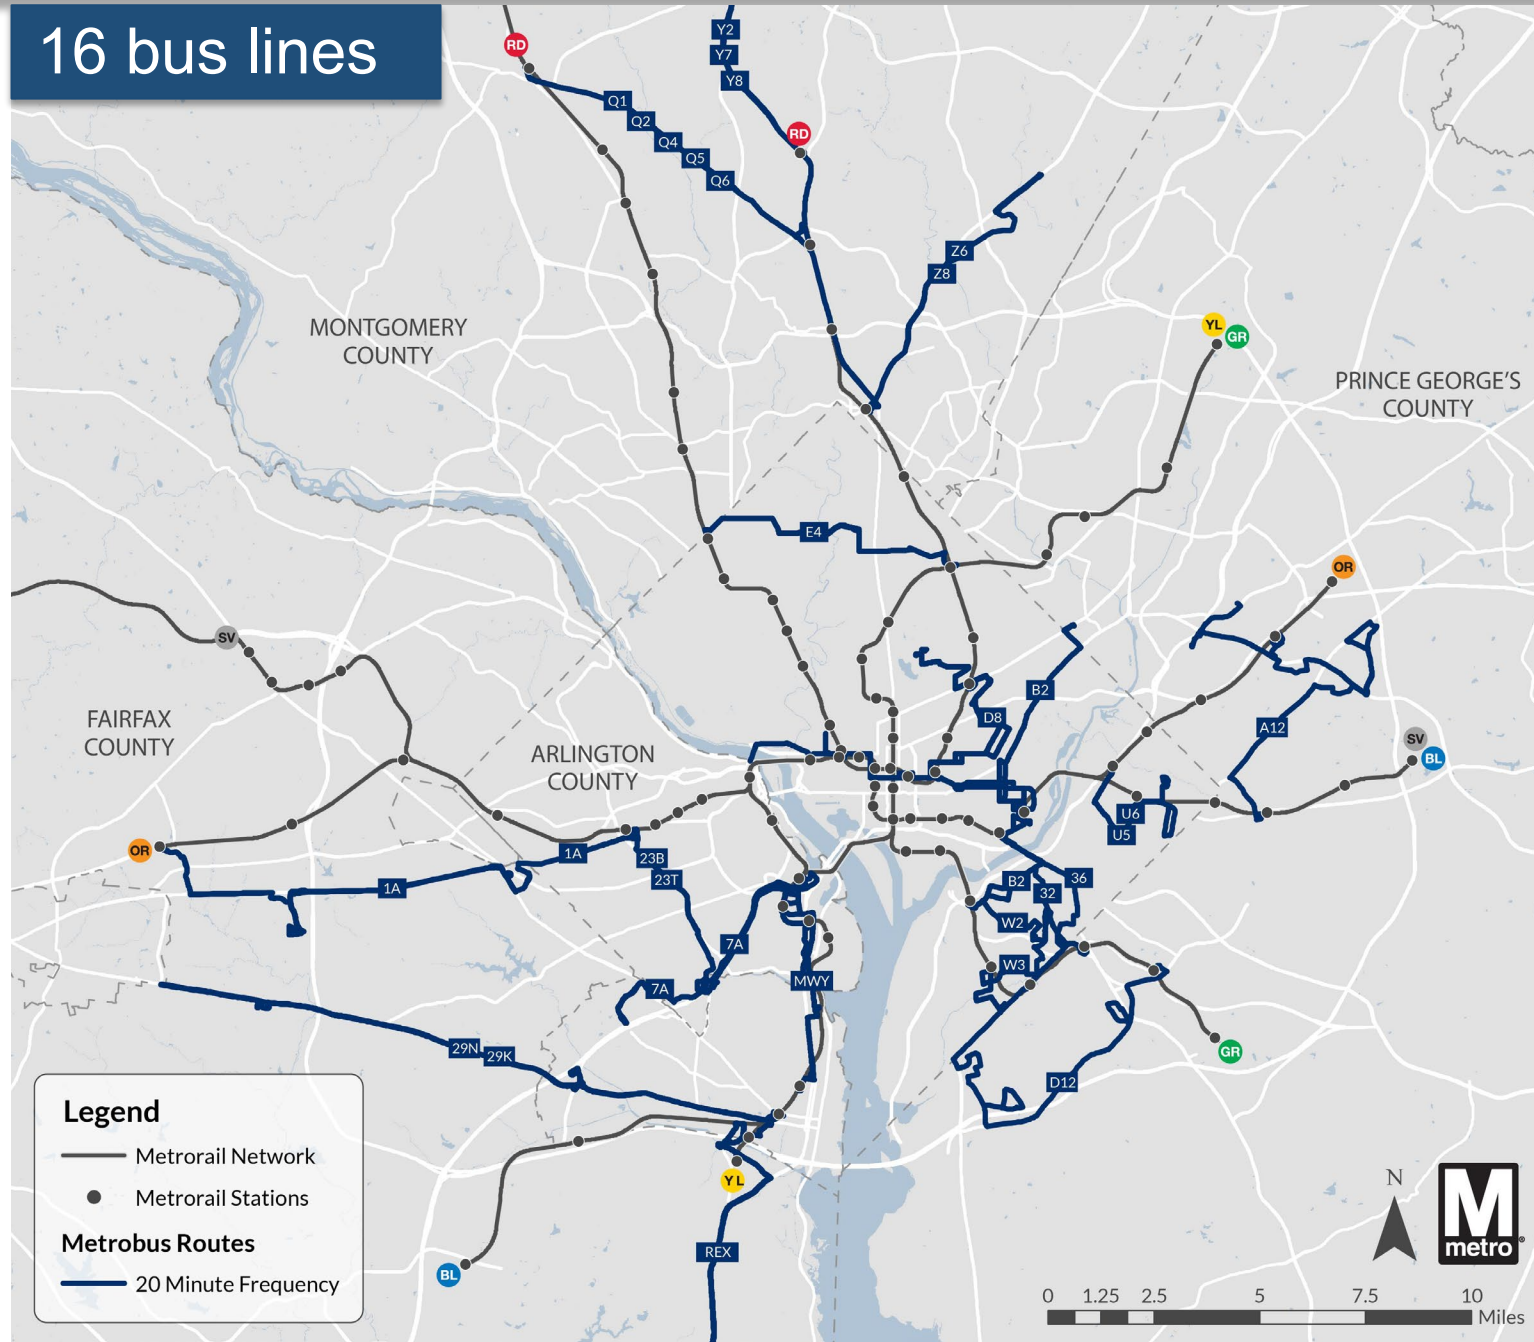 16 bus lines
RD
Y2
Y7
Y8
Q1
Q2
Q4
Q5
Q6
RD
Z6
Z8
MONTGOMERY
COUNTY
YL
GR
PRINCE GEORGE'S
COUNTY
E4
OR
SV
B2
D8
FAIRFAX
COUNTY
ARLINGTON
COUNTY
A12
SV
BL
U6
U5
OR
1A
1A
23B
23T
B2
36
32
W2
7A
W3
7A
MWY
29N
29K
GR
D12
YL
REX
BL
Legend
Metrorail Network
Metrorail Stations
Metrobus Routes
20 Minute Frequency
N
M
metro
®
0 1.25 2.5 5 7.5 10
Miles